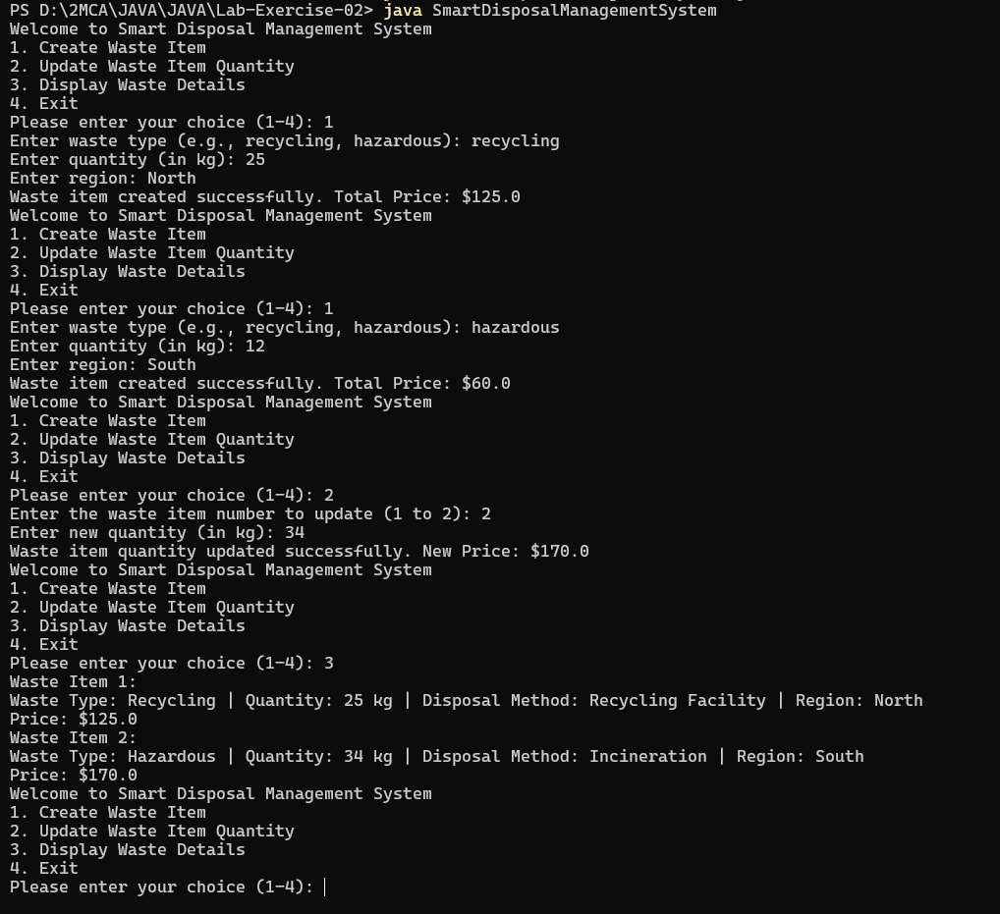 PS D:\2MCA\JAVA\JAVA\Lab-Exercise-02> java SmartDisposalManagementSystem
Welcome to Smart Disposal Management System
1. Create Waste Item
2. Update Waste Item Quantity
3. Display Waste Details
4. Exit
Please enter your choice (1-4): 1
Enter waste type (e.g., recycling, hazardous): recycling
Enter quantity (in kg): 25
Enter region: North
Waste item created successfully. Total Price: $125.0
Welcome to Smart Disposal Management System
1. Create Waste Item
2. Update Waste Item Quantity
3. Display Waste Details
4. Exit
Please enter your choice (1-4): 1
Enter waste type (e.g., recycling, hazardous): hazardous
Enter quantity (in kg): 12
Enter region: South
Waste item created successfully. Total Price: $60.0
Welcome to Smart Disposal Management System
1. Create Waste Item
2. Update Waste Item Quantity
3. Display Waste Details
4. Exit
Please enter your choice (1-4): 2
Enter the waste item number to update (1 to 2): 2
Enter new quantity (in kg): 34
Waste item quantity updated successfully. New Price: $170.0
Welcome to Smart Disposal Management System
1. Create Waste Item
2. Update Waste Item Quantity
3. Display Waste Details
4. Exit
Please enter your choice (1-4): 3
Waste Item 1:
Waste Type: Recycling | Quantity: 25 kg | Disposal Method: Recycling Facility | Region: North
Price: $125.0
Waste Item 2:
Waste Type: Hazardous | Quantity: 34 kg | Disposal Method: Incineration | Region: South
Price: $170.0
Welcome to Smart Disposal Management System
1. Create Waste Item
2. Update Waste Item Quantity
3. Display Waste Details
4. Exit
Please enter your choice (1-4):